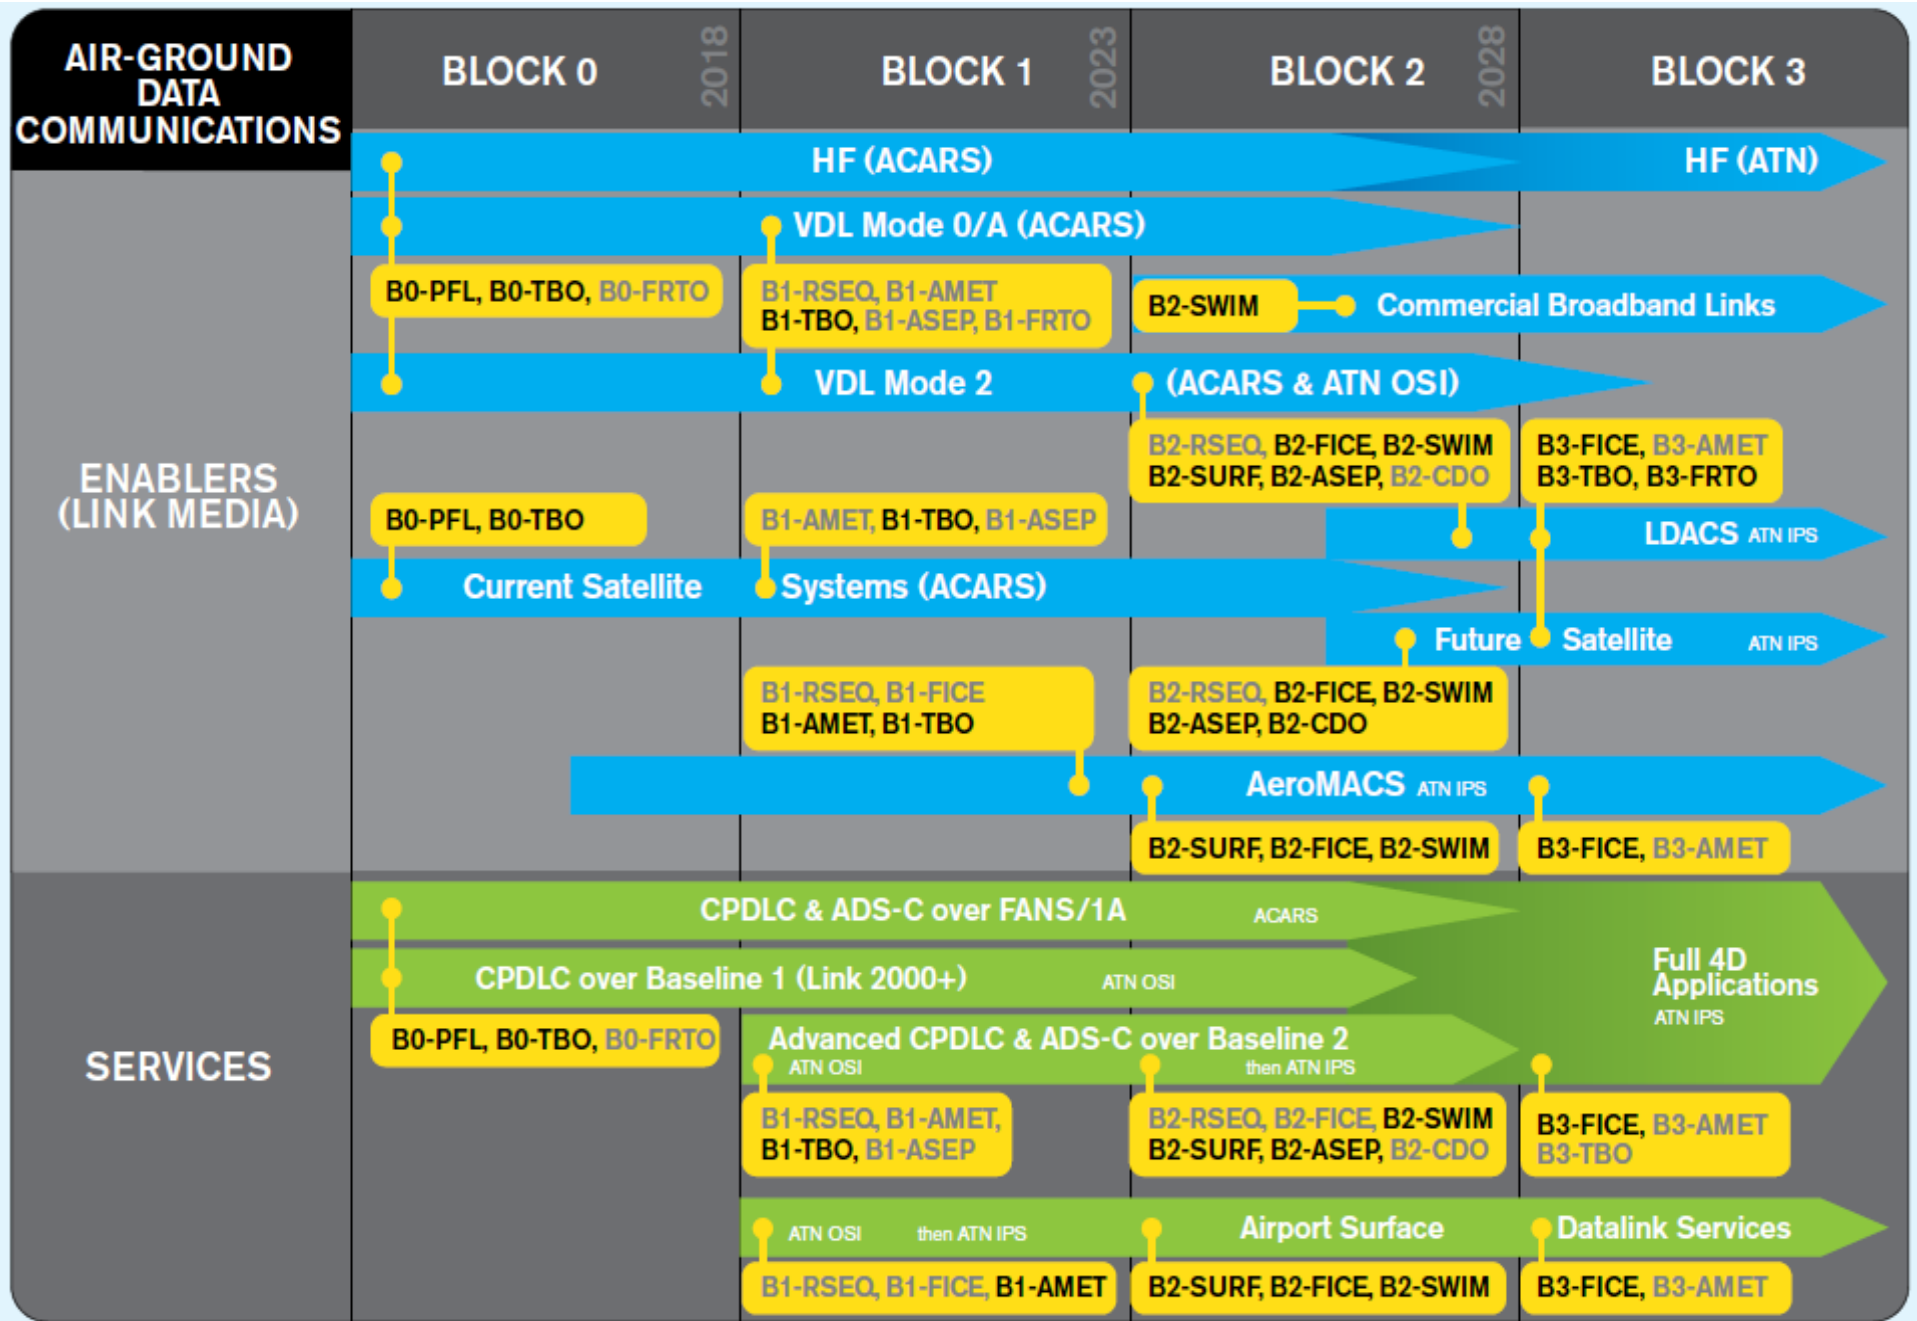 AIR-GROUND
DATA
COMMUNICATIONS
BLOCK 0
2018
BLOCK 1
2023
BLOCK 2
2028
BLOCK 3
ENABLERS
(LINK MEDIA)
HF (ACARS)
HF (ATN)
VDL Mode 0/A (ACARS)
B0-PFL, B0-TBO, B0-FRTO
B1-RSEQ, B1-AMET
B1-TBO, B1-ASEP, B1-FRTO
B2-SWIM
Commercial Broadband Links
VDL Mode 2
(ACARS & ATN OSI)
B2-RSEQ, B2-FICE, B2-SWIM
B2-SURF, B2-ASEP, B2-CDO
B3-FICE, B3-AMET
B3-TBO, B3-FRTO
B0-PFL, B0-TBO
B1-AMET, B1-TBO, B1-ASEP
LDACS ATN IPS
Current Satellite Systems (ACARS)
Future Satellite ATN IPS
B1-RSEQ, B1-FICE
B1-AMET, B1-TBO
B2-RSEQ, B2-FICE, B2-SWIM
B2-ASEP, B2-CDO
AeroMACS ATN IPS
B2-SURF, B2-FICE, B2-SWIM
B3-FICE, B3-AMET
SERVICES
CPDLC & ADS-C over FANS/1A ACARS
CPDLC over Baseline 1 (Link 2000+) ATN OSI
Full 4D
Applications
ATN IPS
B0-PFL, B0-TBO, B0-FRTO
Advanced CPDLC & ADS-C over Baseline 2
ATN OSI then ATN IPS
B1-RSEQ, B1-AMET,
B1-TBO, B1-ASEP
B2-RSEQ, B2-FICE, B2-SWIM
B2-SURF, B2-ASEP, B2-CDO
B3-FICE, B3-AMET
B3-TBO
ATN OSI then ATN IPS Airport Surface Datalink Services
B1-RSEQ, B1-FICE, B1-AMET
B2-SURF, B2-FICE, B2-SWIM
B3-FICE, B3-AMET